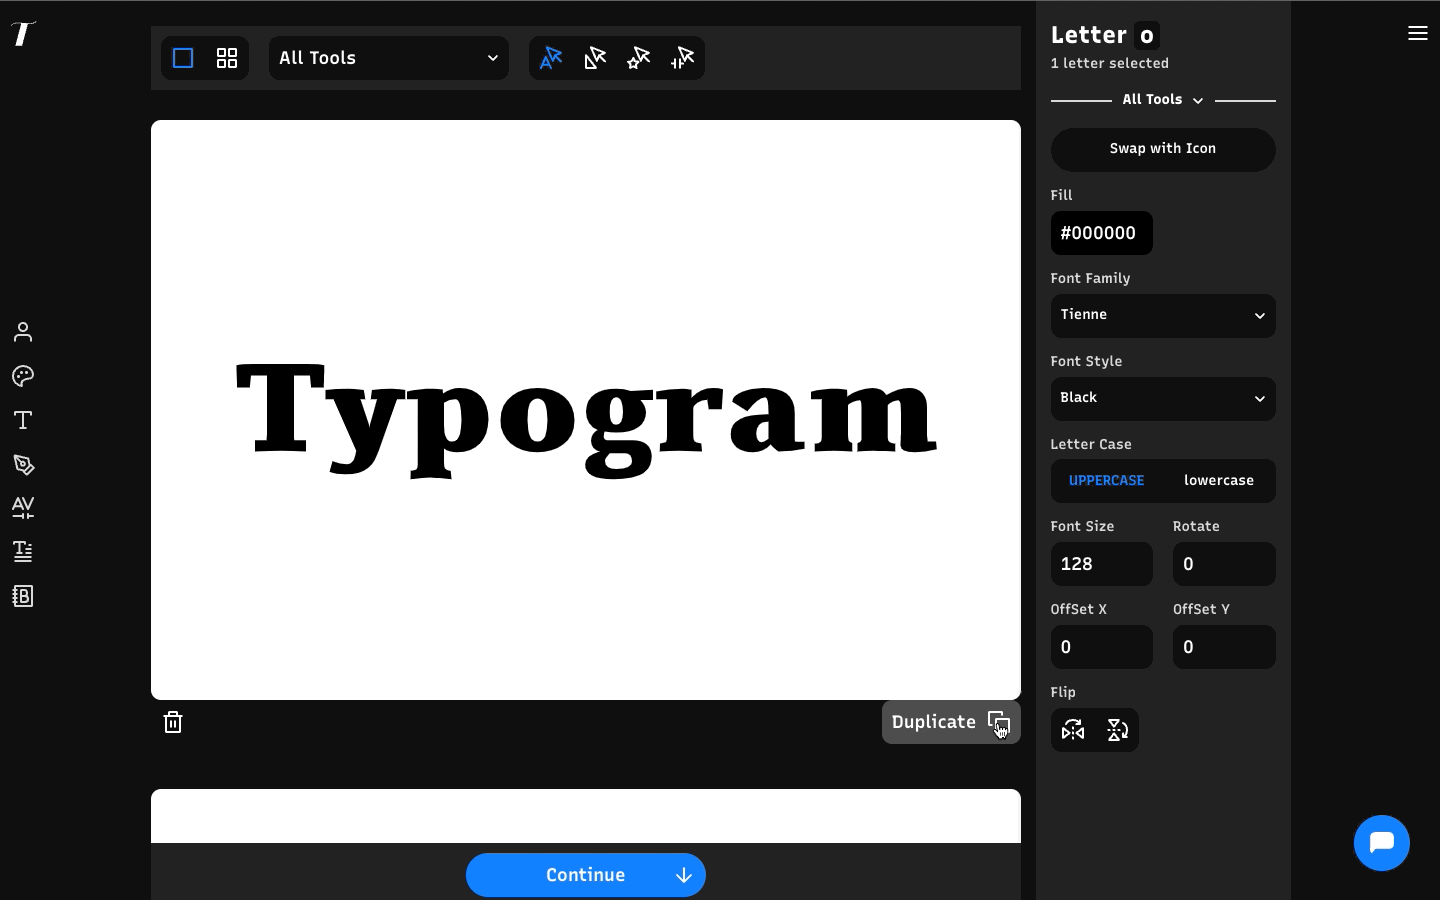 T
All Tools
Typogram
Duplicate
Continue
Letter o
1 letter selected
All Tools
Swap with Icon
Fill
#000000
Font Family
Tienne
Font Style
Black
Letter Case
UPPERCASE lowercase
Font Size Rotate
128 0
OffSet X OffSet Y
0 0
Flip